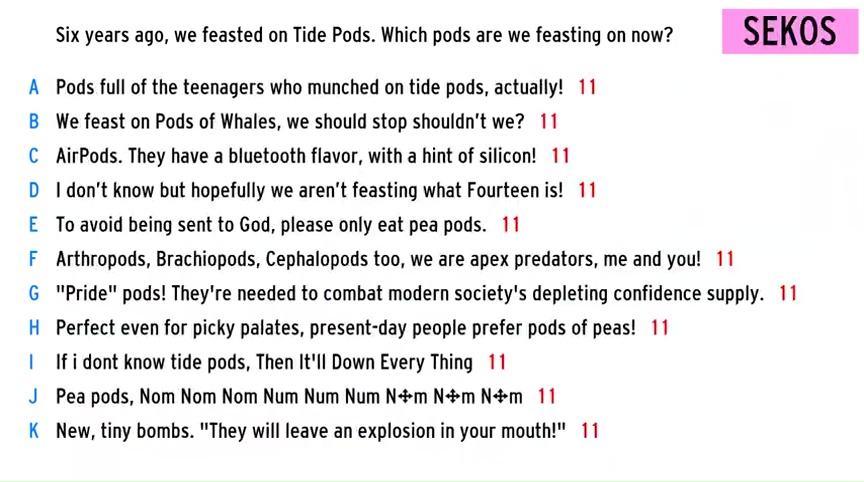 Six years ago, we feasted on Tide Pods. Which pods are we feasting on now?
SEKOS
A Pods full of the teenagers who munched on tide pods, actually! 11
B We feast on Pods of Whales, we should stop shouldn't we? 11
C AirPods. They have a bluetooth flavor, with a hint of silicon! 11
D I don't know but hopefully we aren't feasting what Fourteen is! 11
E To avoid being sent to God, please only eat pea pods. 11
F Arthropods, Brachiopods, Cephalopods too, we are apex predators, me and you! 11
G "Pride" pods! They're needed to combat modern society's depleting confidence supply. 11
H Perfect even for picky palates, present-day people prefer pods of peas! 11
I If i dont know tide pods, Then It'll Down Every Thing 11
J Pea pods, Nom Nom Nom Num Num Num N✢m N✢m N✢m 11
K New, tiny bombs. "They will leave an explosion in your mouth!" 11